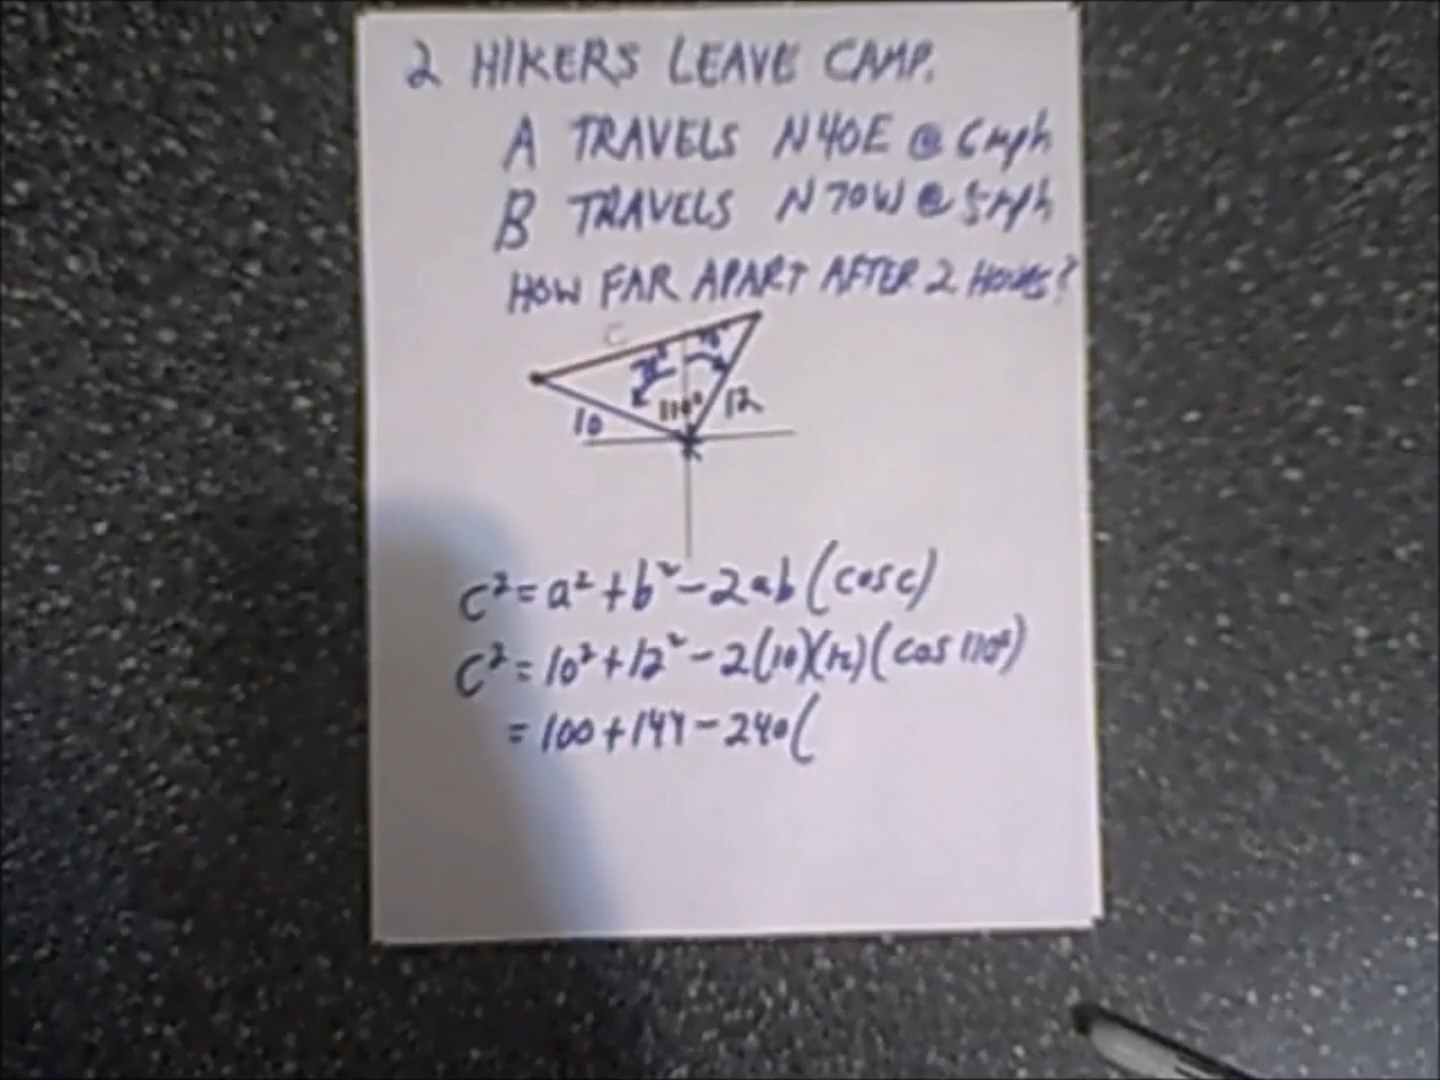 2 HIKERS LEAVE CAMP.
A TRAVELS N40E @ 6mph
B TRAVELS N70W @ 5mph
HOW FAR APART AFTER 2 HOURS?
C
10
110°
12
c² = a² + b² - 2ab (cos c)
c² = 10² + 12² - 2(10)(12)(cos 110°)
= 100 + 144 - 240(